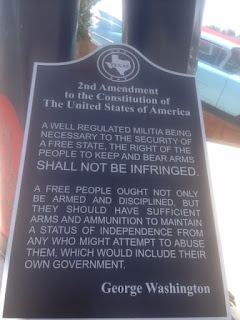 TEXAS
2nd Amendment
to the Constitution of
The United States of America
A WELL REGULATED MILITIA BEING
NECESSARY TO THE SECURITY OF
A FREE STATE, THE RIGHT OF THE
PEOPLE TO KEEP AND BEAR ARMS
SHALL NOT BE INFRINGED.
A FREE PEOPLE OUGHT NOT ONLY
BE ARMED AND DISCIPLINED, BUT
THEY SHOULD HAVE SUFFICIENT
ARMS AND AMMUNITION TO MAINTAIN
A STATUS OF INDEPENDENCE FROM
ANY WHO MIGHT ATTEMPT TO ABUSE
THEM, WHICH WOULD INCLUDE THEIR
OWN GOVERNMENT.
George Washington